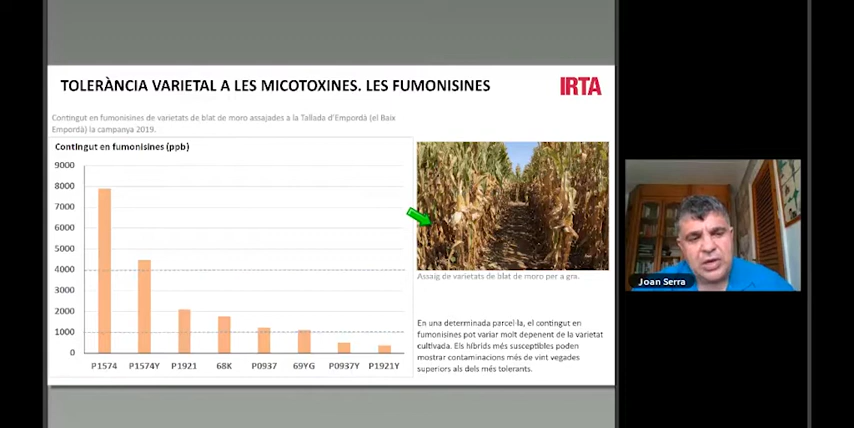 TOLERÀNCIA VARIETAL A LES MICOTOXINES. LES FUMONISINES
IRTA
Contingut en fumonisines de varietats de blat de moro assajades a la Tallada d'Empordà (el Baix
Empordà) la campanya 2019.
Contingut en fumonisines (ppb)
9000
8000
7000
6000
5000
4000
3000
2000
1000
0
P1574 P1574Y P1921 68K P0937 69YG P0937Y P1921Y
Assaig de varietats de blat de moro per a gra.
En una determinada parcel·la, el contingut en
fumonisines pot variar molt depenent de la varietat
cultivada. Els híbrids més susceptibles poden
mostrar contaminacions més de vint vegades
superiors als dels més tolerants.
Joan Serra